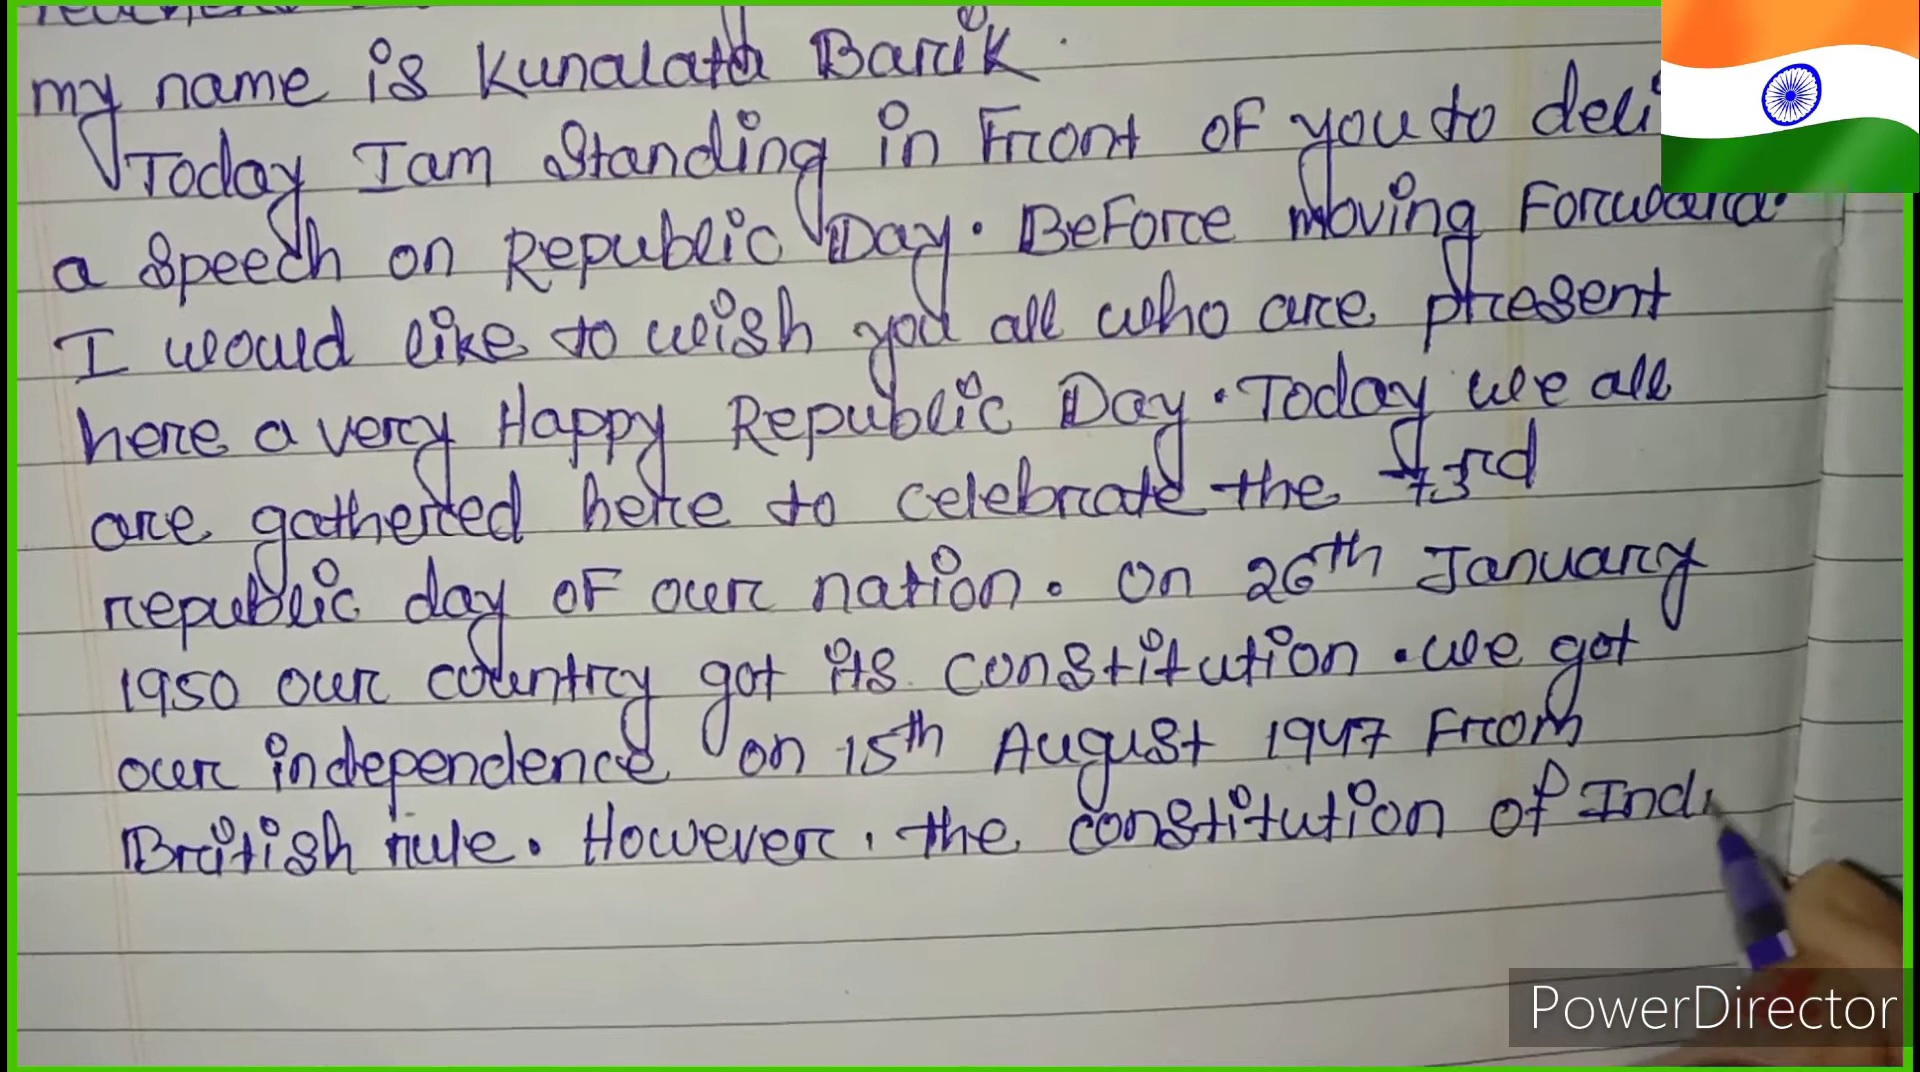 my name is Kunalata Barik.
Today I am Standing in Front of you to deli
a Speech on Republic Day. Before moving Forward.
I would like to wish you all who are present
here a very Happy Republic Day. Today we all
are gathered here to celebrate the 73rd
republic day of our nation. On 26th January
1950 our country got its constitution. we got
our independence on 15th August 1947 From
British rule. However, the constitution of Indi
PowerDirector